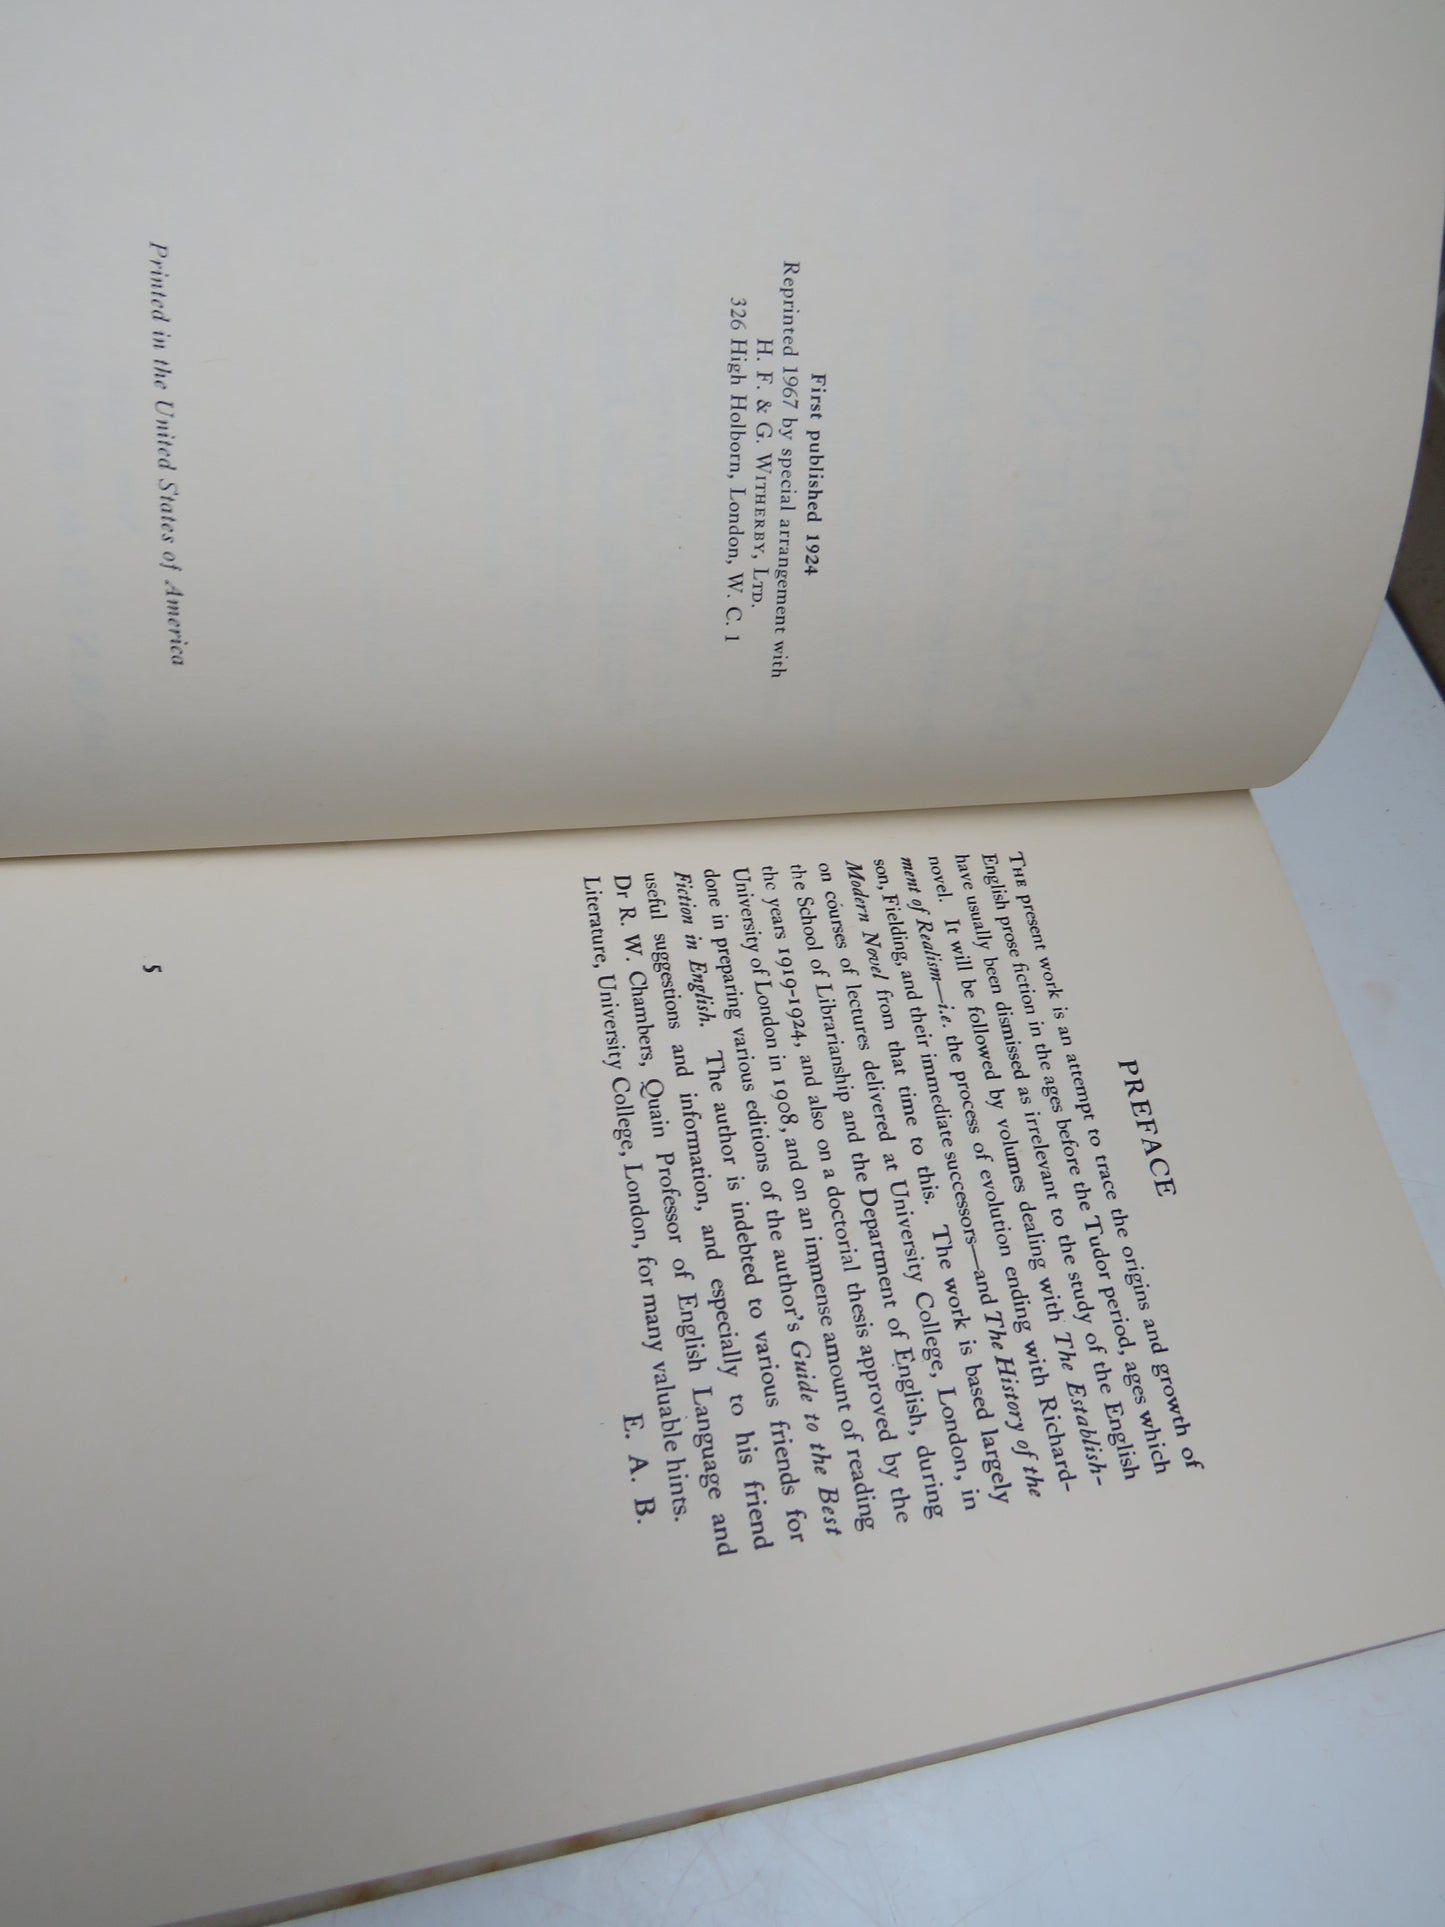 First published 1924
Reprinted 1967 by special arrangement with
H. F. & G. WITHERBY, LTD.
326 High Holborn, London, W. C. 1
Printed in the United States of America
PREFACE
THE present work is an attempt to trace the origins and growth of
English prose fiction in the ages before the Tudor period, ages which
have usually been dismissed as irrelevant to the study of the English
novel. It will be followed by volumes dealing with The Establish-
ment of Realism—i.e. the process of evolution ending with Richard-
son, Fielding, and their immediate successors—and The History of the
Modern Novel from that time to this. The work is based largely
on courses of lectures delivered at University College, London, in
the School of Librarianship and the Department of English, during
the years 1919-1924, and also on a doctorial thesis approved by the
University of London in 1908, and on an immense amount of reading
done in preparing various editions of the author's Guide to the Best
Fiction in English. The author is indebted to various friends for
useful suggestions and information, and especially to his friend
Dr R. W. Chambers, Quain Professor of English Language and
Literature, University College, London, for many valuable hints.
E. A. B.
5